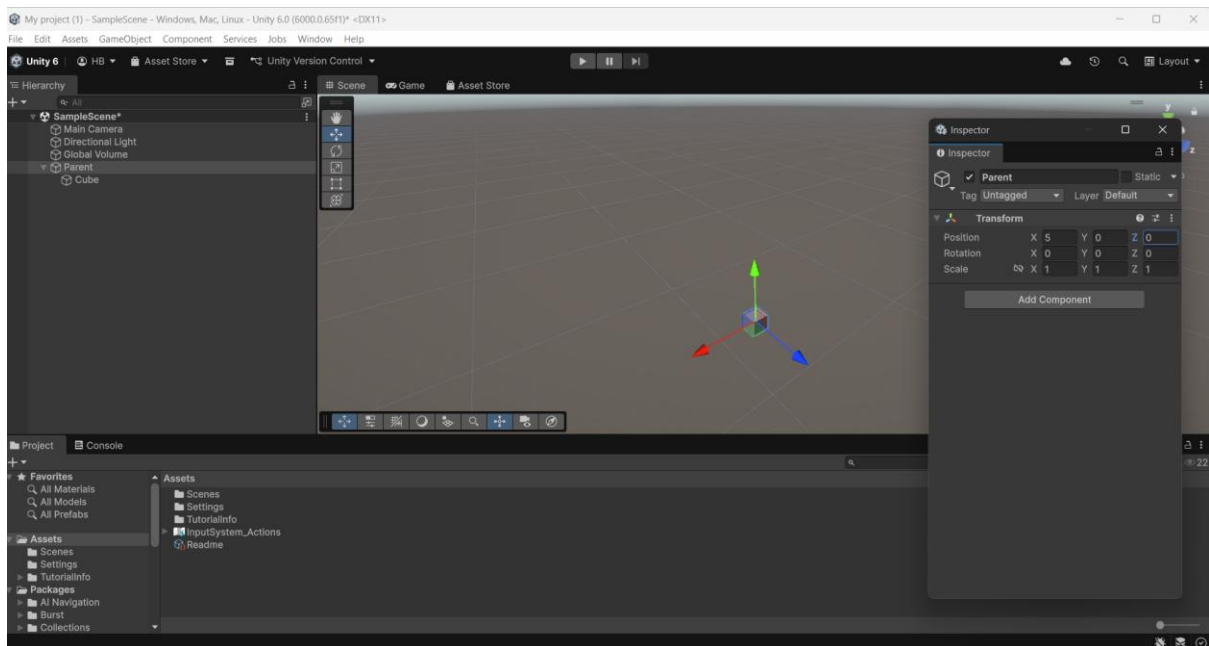 My project (1) - SampleScene - Windows, Mac, Linux - Unity 6.0 (6000.0.65f1)* <DX11>
File Edit Assets GameObject Component Services Jobs Window Help
Unity 6 HB Asset Store Unity Version Control Layout
Hierarchy
All
SampleScene*
Main Camera
Directional Light
Global Volume
Parent
Cube
Scene Game Asset Store
y
z
Inspector
Inspector
Parent Static
Tag Untagged Layer Default
Transform
Position X 5 Y 0 Z 0
Rotation X 0 Y 0 Z 0
Scale X 1 Y 1 Z 1
Add Component
Project Console
22
Favorites
All Materials
All Models
All Prefabs
Assets
Scenes
Settings
TutorialInfo
Packages
AI Navigation
Burst
Collections
Assets
Scenes
Settings
TutorialInfo
InputSystem_Actions
Readme